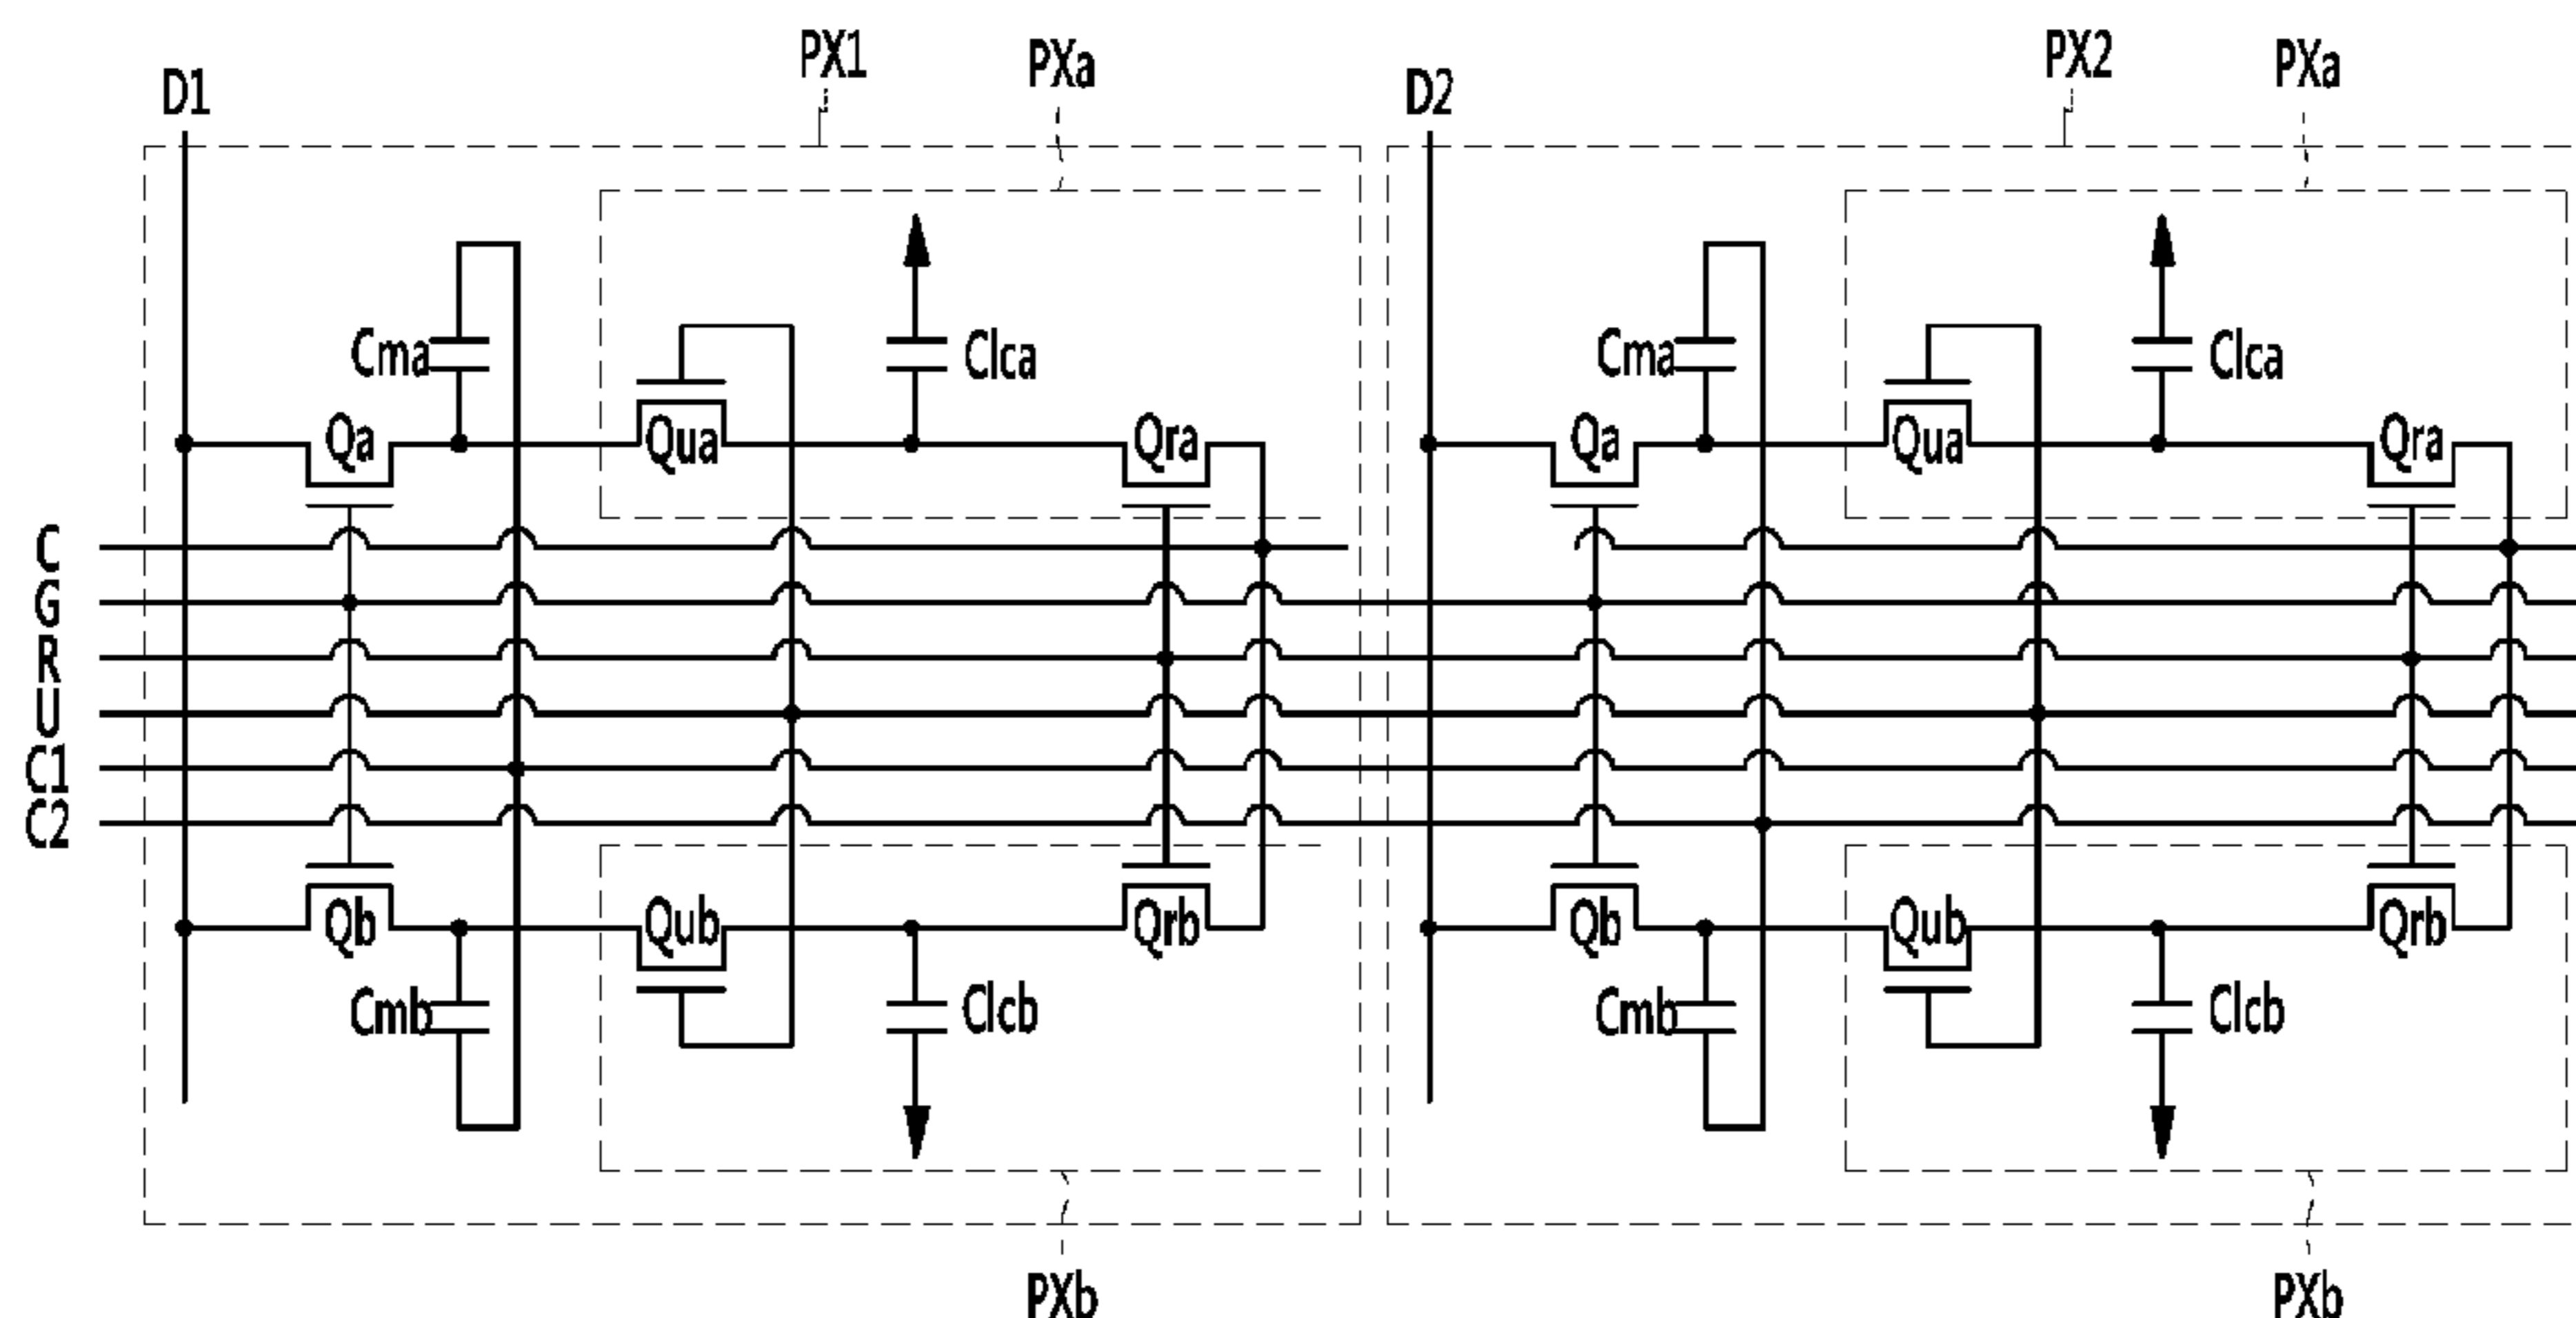 PX1
PXa
PX2
PXa
D1
D2
Cma
Clca
Cma
Clca
Qa
Qua
Qra
Qa
Qua
Qra
C
G
R
U
C1
C2
Qb
Qub
Qrb
Qb
Qub
Qrb
Cmb
Clcb
Cmb
Clcb
PXb
PXb